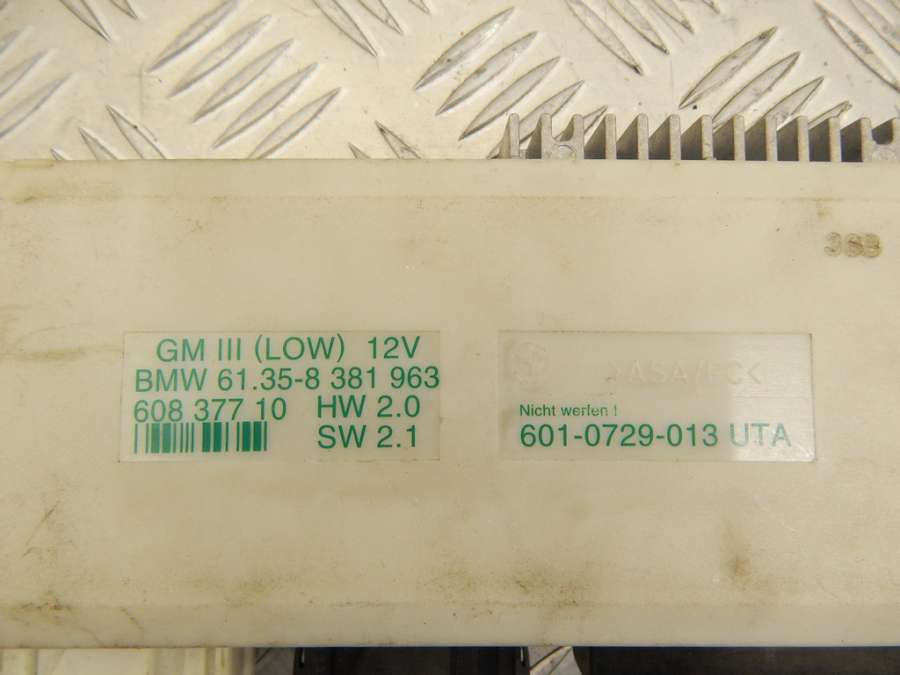 GM III (LOW) 12V
BMW 61.35-8 381 963
608 377 10 HW 2.0
SW 2.1
Nicht werfen !
601-0729-013 UTA